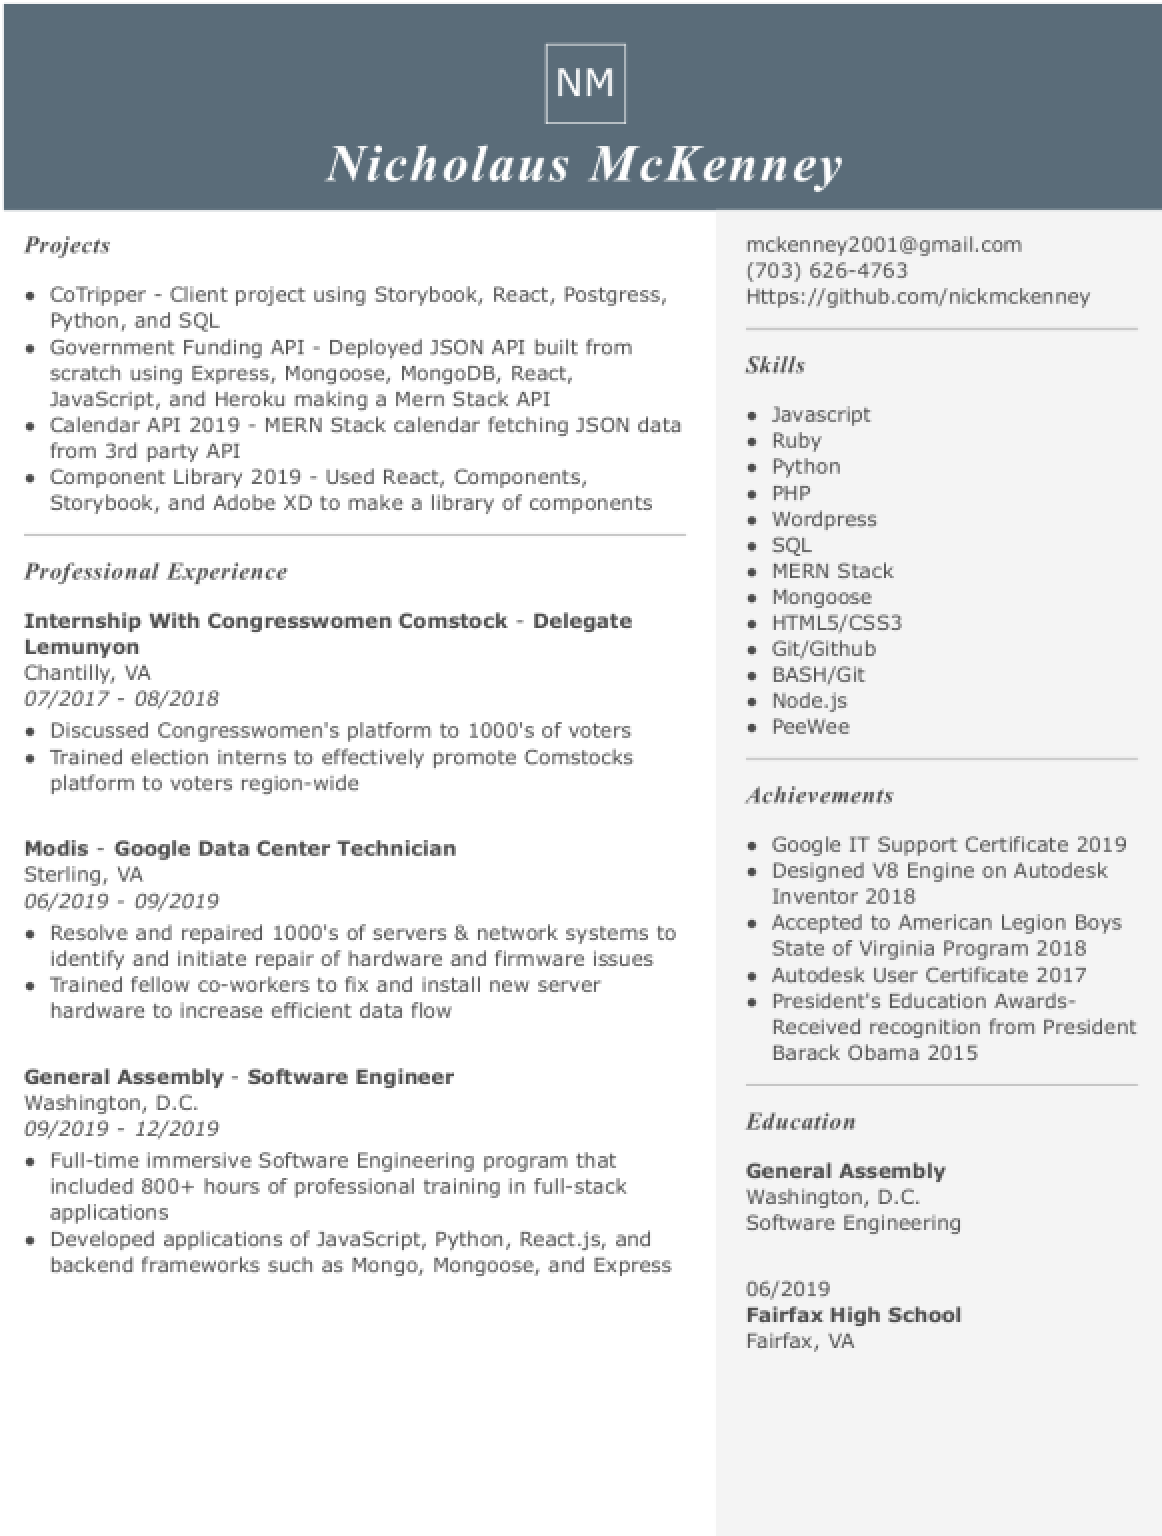 NM
Nicholaus McKenney
Projects
● CoTripper - Client project using Storybook, React, Postgress,
Python, and SQL
● Government Funding API - Deployed JSON API built from
scratch using Express, Mongoose, MongoDB, React,
JavaScript, and Heroku making a Mern Stack API
● Calendar API 2019 - MERN Stack calendar fetching JSON data
from 3rd party API
● Component Library 2019 - Used React, Components,
Storybook, and Adobe XD to make a library of components
Professional Experience
Internship With Congresswomen Comstock - Delegate
Lemunyon
Chantilly, VA
07/2017 - 08/2018
● Discussed Congresswomen's platform to 1000's of voters
● Trained election interns to effectively promote Comstocks
platform to voters region-wide
Modis - Google Data Center Technician
Sterling, VA
06/2019 - 09/2019
● Resolve and repaired 1000's of servers & network systems to
identify and initiate repair of hardware and firmware issues
● Trained fellow co-workers to fix and install new server
hardware to increase efficient data flow
General Assembly - Software Engineer
Washington, D.C.
09/2019 - 12/2019
● Full-time immersive Software Engineering program that
included 800+ hours of professional training in full-stack
applications
● Developed applications of JavaScript, Python, React.js, and
backend frameworks such as Mongo, Mongoose, and Express
mckenney2001@gmail.com
(703) 626-4763
Https://github.com/nickmckenney
Skills
● Javascript
● Ruby
● Python
● PHP
● Wordpress
● SQL
● MERN Stack
● Mongoose
● HTML5/CSS3
● Git/Github
● BASH/Git
● Node.js
● PeeWee
Achievements
● Google IT Support Certificate 2019
● Designed V8 Engine on Autodesk
Inventor 2018
● Accepted to American Legion Boys
State of Virginia Program 2018
● Autodesk User Certificate 2017
● President's Education Awards-
Received recognition from President
Barack Obama 2015
Education
General Assembly
Washington, D.C.
Software Engineering
06/2019
Fairfax High School
Fairfax, VA